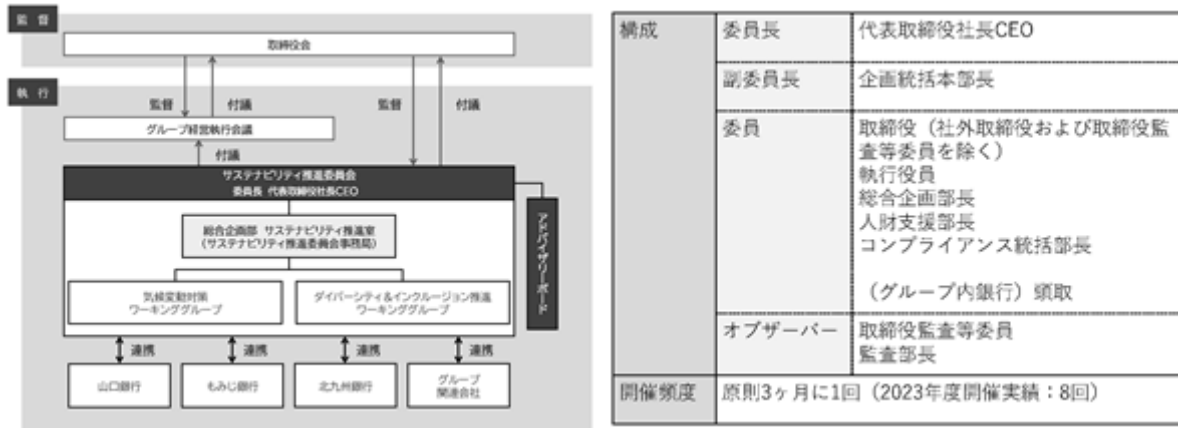 監督
取締役会
執行
監督
付議
監督
付議
グループ経営執行会議
付議
サステナビリティ推進委員会
委員長 代表取締役社長CEO
アドバイザリーボード
総合企画部 サステナビリティ推進室
(サステナビリティ推進委員会事務局)
気候変動対策
ワーキンググループ
ダイバーシティ&インクルージョン推進
ワーキンググループ
連携
連携
連携
連携
山口銀行
もみじ銀行
北九州銀行
グループ
関連会社
構成
委員長
代表取締役社長CEO
副委員長
企画統括本部長
委員
取締役（社外取締役および取締役監
査等委員を除く）
執行役員
総合企画部長
人財支援部長
コンプライアンス統括部長
（グループ内銀行）頭取
オブザーバー
取締役監査等委員
監査部長
開催頻度
原則3ヶ月に1回（2023年度開催実績：8回）